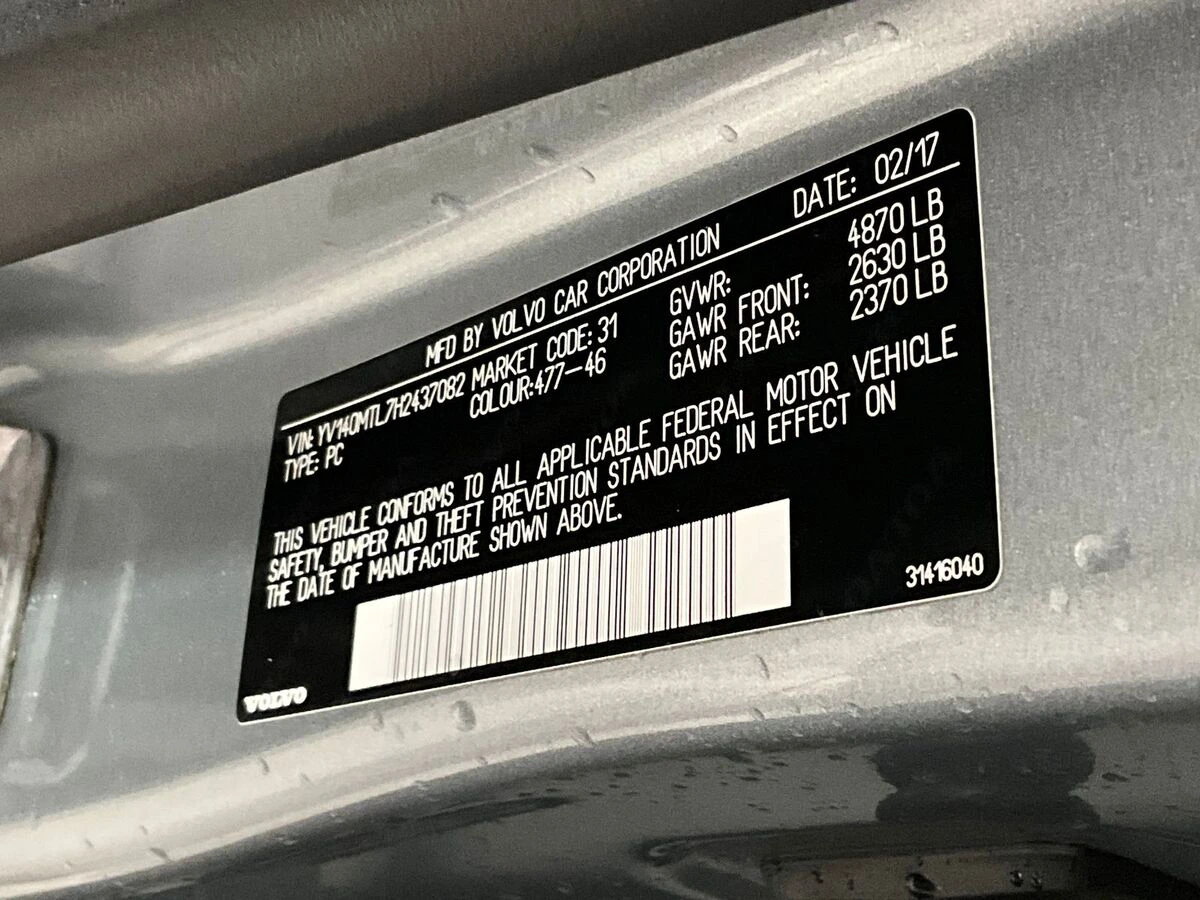 MFD BY VOLVO CAR CORPORATION DATE: 02/17
VIN: YV140MTL7H2437082 MARKET CODE: 31 GVWR: 4870 LB
TYPE: PC COLOUR:477-46 GAWR FRONT: 2630 LB
GAWR REAR: 2370 LB
THIS VEHICLE CONFORMS TO ALL APPLICABLE FEDERAL MOTOR VEHICLE
SAFETY, BUMPER AND THEFT PREVENTION STANDARDS IN EFFECT ON
THE DATE OF MANUFACTURE SHOWN ABOVE.
31416040
VOLVO